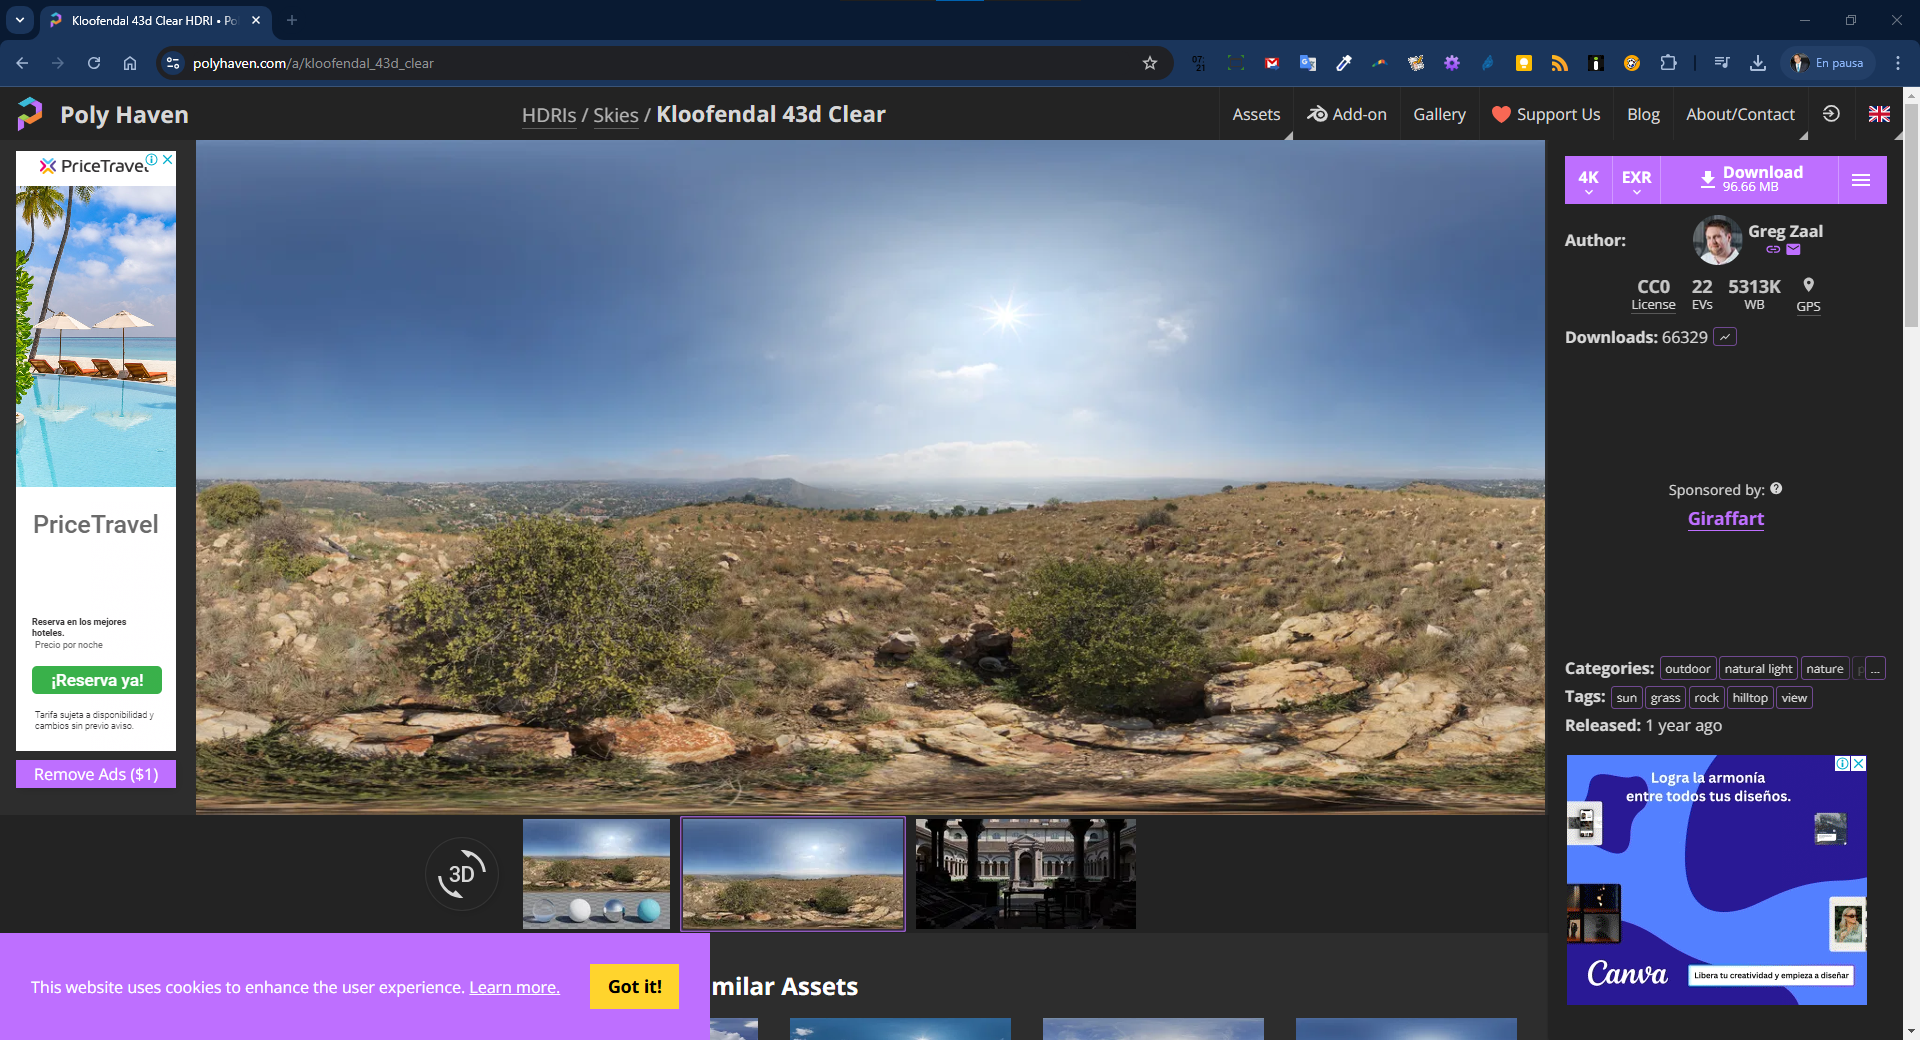 Kloofendal 43d Clear HDRI • Po
polyhaven.com/a/kloofendal_43d_clear
07
21
En pausa
Poly Haven
HDRIs / Skies / Kloofendal 43d Clear
Assets
Add-on
Gallery
Support Us
Blog
About/Contact
PriceTravel
PriceTravel
Reserva en los mejores
hoteles.
Precio por noche
¡Reserva ya!
Tarifa sujeta a disponibilidad y
cambios sin previo aviso.
Remove Ads ($1)
4K
EXR
Download
96.66 MB
Author:
Greg Zaal
CC0
License
22
EVs
5313K
WB
GPS
Downloads: 66329
Sponsored by:
Giraffart
Categories: outdoor natural light nature p ...
Tags: sun grass rock hilltop view
Released: 1 year ago
Logra la armonía
entre todos tus diseños.
Canva
Libera tu creatividad y empieza a diseñar
3D
This website uses cookies to enhance the user experience. Learn more.
Got it!
milar Assets